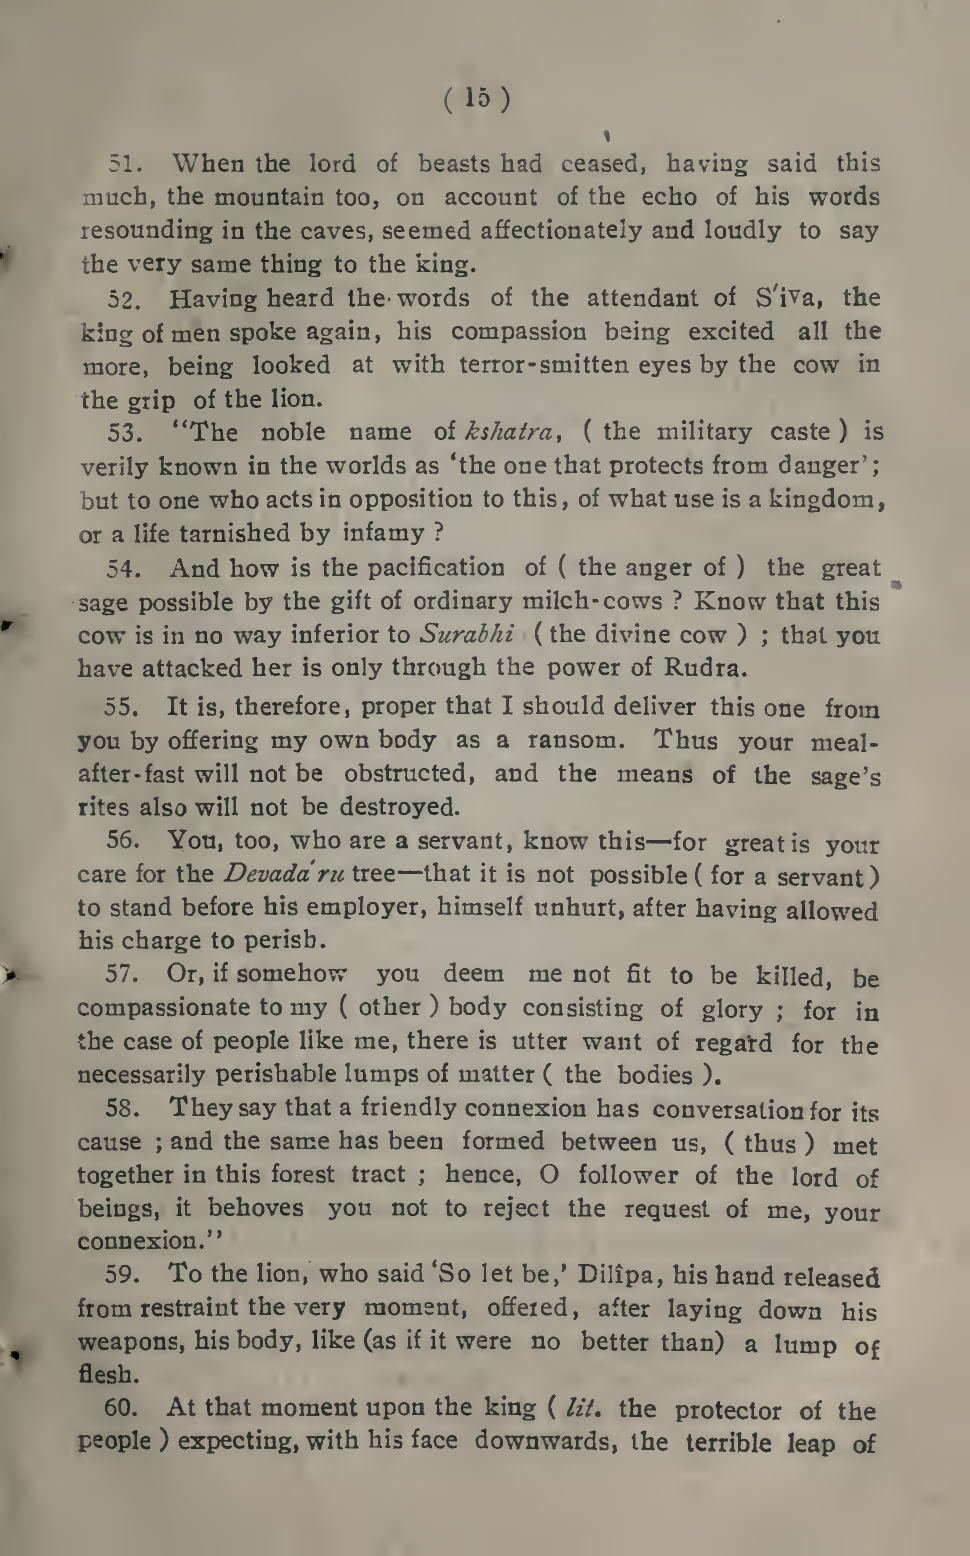 ( 15 )
51. When the lord of beasts had ceased, having said this
much, the mountain too, on account of the echo of his words
resounding in the caves, seemed affectionately and loudly to say
the very same thing to the king.
52. Having heard the words of the attendant of S'iva, the
king of men spoke again, his compassion being excited all the
more, being looked at with terror-smitten eyes by the cow in
the grip of the lion.
53. “The noble name of kshatra, ( the military caste ) is
verily known in the worlds as ‘the one that protects from danger’;
but to one who acts in opposition to this, of what use is a kingdom,
or a life tarnished by infamy ?
54. And how is the pacification of ( the anger of ) the great
sage possible by the gift of ordinary milch-cows ? Know that this
cow is in no way inferior to Surabhi ( the divine cow ) ; that you
have attacked her is only through the power of Rudra.
55. It is, therefore, proper that I should deliver this one from
you by offering my own body as a ransom. Thus your meal-
after-fast will not be obstructed, and the means of the sage’s
rites also will not be destroyed.
56. You, too, who are a servant, know this—for great is your
care for the Devada´ru tree—that it is not possible ( for a servant )
to stand before his employer, himself unhurt, after having allowed
his charge to perish.
57. Or, if somehow you deem me not fit to be killed, be
compassionate to my ( other ) body consisting of glory ; for in
the case of people like me, there is utter want of regard for the
necessarily perishable lumps of matter ( the bodies ).
58. They say that a friendly connexion has conversation for its
cause ; and the same has been formed between us, ( thus ) met
together in this forest tract ; hence, O follower of the lord of
beings, it behoves you not to reject the request of me, your
connexion.”
59. To the lion, who said ‘So let be,’ Dilîpa, his hand released
from restraint the very moment, offered, after laying down his
weapons, his body, like (as if it were no better than) a lump of
flesh.
60. At that moment upon the king ( lit. the protector of the
people ) expecting, with his face downwards, the terrible leap of